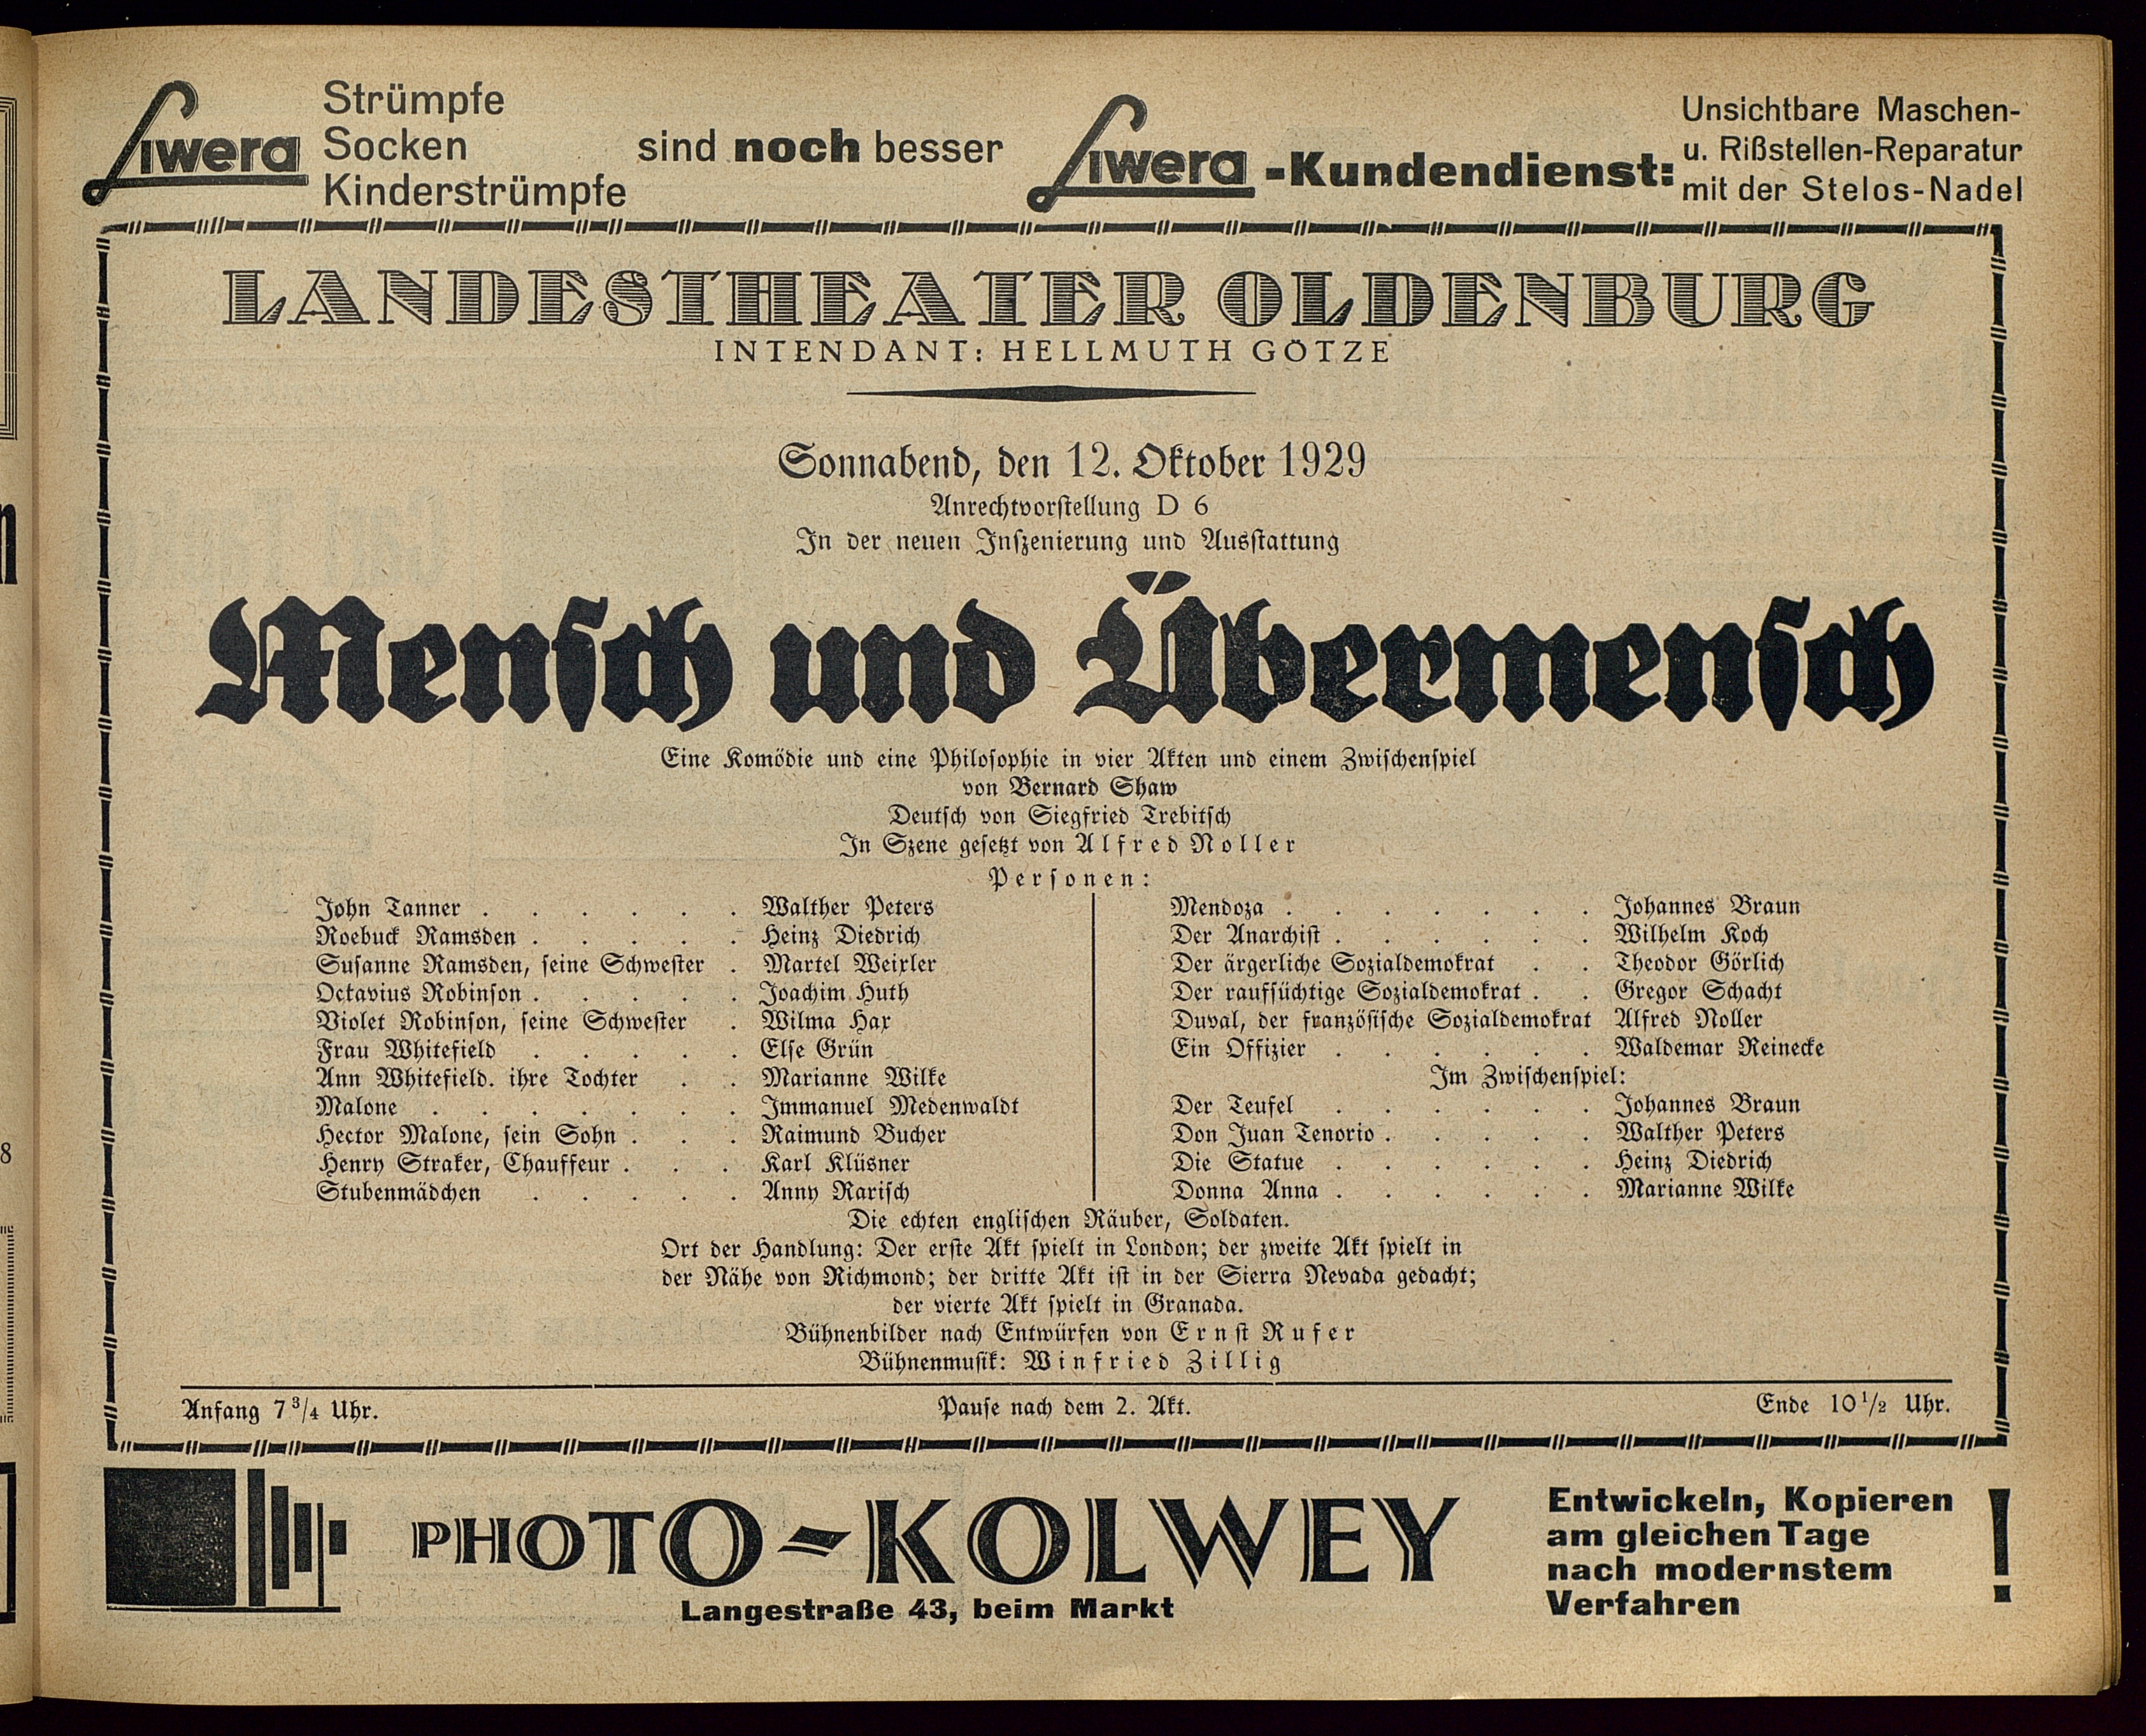 Liwera Strümpfe Socken Kinderstrümpfe sind noch besser
Liwera-Kundendienst: Unsichtbare Maschen-
u. Rißstellen-Reparatur
mit der Stelos-Nadel
LANDESTHEATER OLDENBURG
INTENDANT: HELLMUTH GÖTZE
Sonnabend, den 12. Oktober 1929
Anrechtvorstellung D 6
In der neuen Inszenierung und Ausstattung
Mensch und Übermensch
Eine Komödie und eine Philosophie in vier Akten und einem Zwischenspiel
von Bernard Shaw
Deutsch von Siegfried Trebitsch
In Szene gesetzt von Alfred Noller
Personen:
John Tanner . . . . . . Walther Peters
Roebuck Ramsden . . . . . Heinz Diedrich
Susanne Ramsden, seine Schwester . Martel Weixler
Octavius Robinson . . . . . Joachim Huth
Violet Robinson, seine Schwester . Wilma Hax
Frau Whitefield . . . . . Else Grün
Ann Whitefield. ihre Tochter . . Marianne Wilke
Malone . . . . . . . Immanuel Medenwaldt
Hector Malone, sein Sohn . . . Raimund Bucher
Henry Straker, Chauffeur . . . Karl Klüsner
Stubenmädchen . . . . . Anny Rarisch
Mendoza . . . . . . . Johannes Braun
Der Anarchist . . . . . . Wilhelm Koch
Der ärgerliche Sozialdemokrat . . Theodor Görlich
Der raufsüchtige Sozialdemokrat . . Gregor Schacht
Duval, der französische Sozialdemokrat Alfred Noller
Ein Offizier . . . . . . Waldemar Reinecke
Im Zwischenspiel:
Der Teufel . . . . . . Johannes Braun
Don Juan Tenorio . . . . . Walther Peters
Die Statue . . . . . . Heinz Diedrich
Donna Anna . . . . . . Marianne Wilke
Die echten englischen Räuber, Soldaten.
Ort der Handlung: Der erste Akt spielt in London; der zweite Akt spielt in
der Nähe von Richmond; der dritte Akt ist in der Sierra Nevada gedacht;
der vierte Akt spielt in Granada.
Bühnenbilder nach Entwürfen von Ernst Rufer
Bühnenmusik: Winfried Zillig
Anfang 7 3/4 Uhr. Pause nach dem 2. Akt. Ende 10 1/2 Uhr.
PHOTO-KOLWEY
Langestraße 43, beim Markt
Entwickeln, Kopieren
am gleichen Tage
nach modernstem
Verfahren !